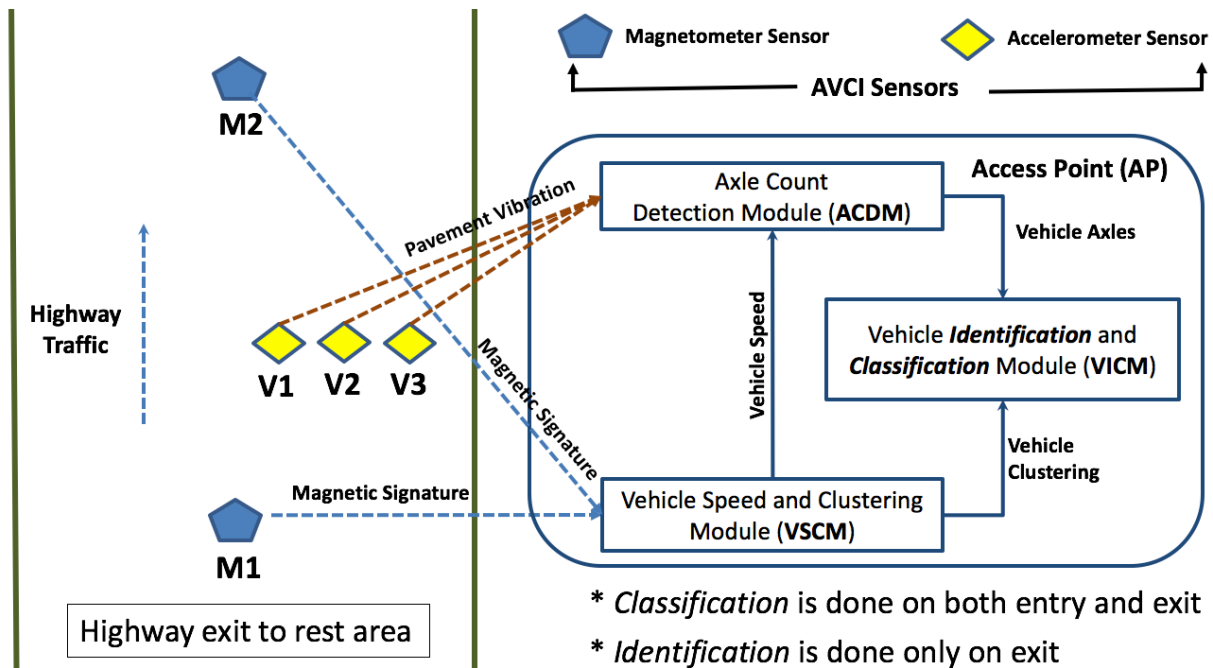 Magnetometer Sensor
Accelerometer Sensor
AVCI Sensors
M2
Pavement Vibration
Highway
Traffic
V1
V2
V3
Magnetic Signature
Magnetic Signature
M1
Highway exit to rest area
Access Point (AP)
Axle Count
Detection Module (ACDM)
Vehicle Axles
Vehicle Speed
Vehicle Identification and
Classification Module (VICM)
Vehicle
Clustering
Vehicle Speed and Clustering
Module (VSCM)
* Classification is done on both entry and exit
* Identification is done only on exit